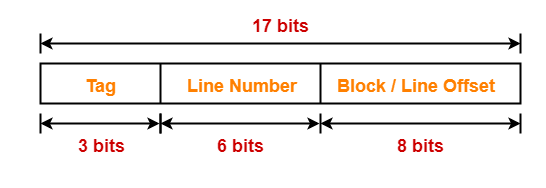 17 bits
Tag Line Number Block / Line Offset
3 bits 6 bits 8 bits